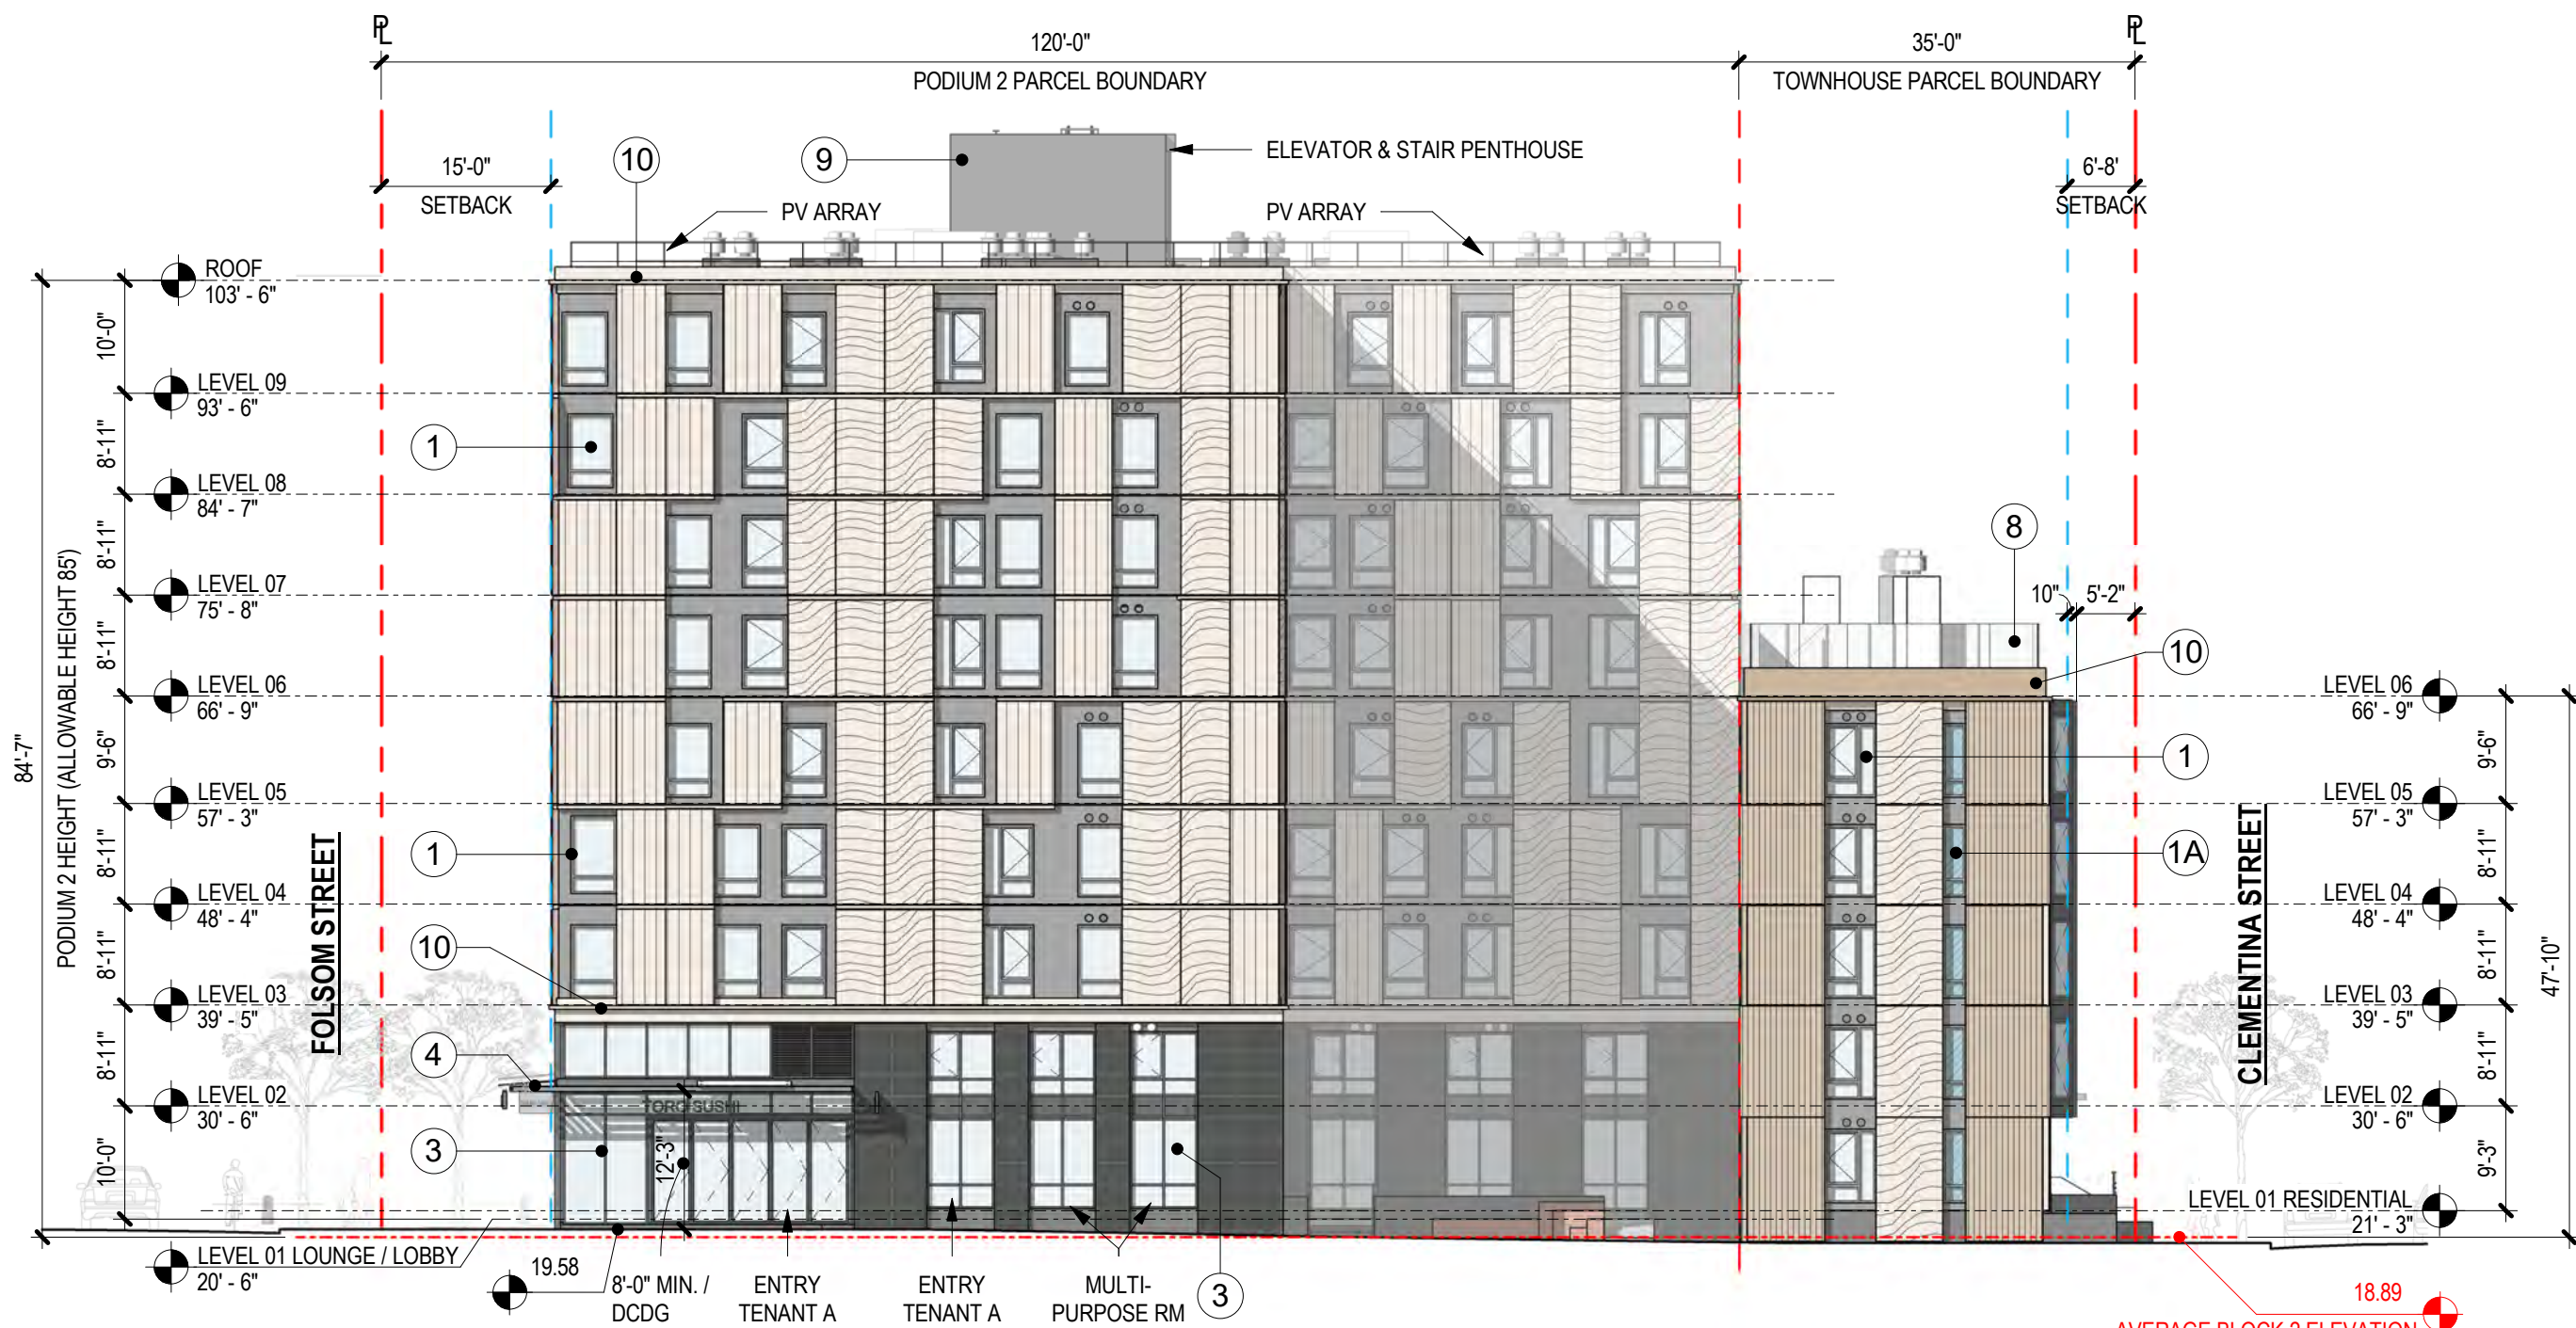 PL
120'-0"
35'-0"
PL
PODIUM 2 PARCEL BOUNDARY
TOWNHOUSE PARCEL BOUNDARY
15'-0"
SETBACK
10
9
ELEVATOR & STAIR PENTHOUSE
6'-8'
SETBACK
PV ARRAY
PV ARRAY
ROOF
103' - 6"
10'-0"
LEVEL 09
93' - 6"
1
8'-11"
LEVEL 08
84' - 7"
8'-11"
LEVEL 07
75' - 8"
8'-11"
LEVEL 06
66' - 9"
9'-6"
LEVEL 05
57' - 3"
1
8'-11"
LEVEL 04
48' - 4"
10
8'-11"
LEVEL 03
39' - 5"
4
8'-11"
LEVEL 02
30' - 6"
3
10'-0"
LEVEL 01 LOUNGE / LOBBY
20' - 6"
84'-7"
PODIUM 2 HEIGHT (ALLOWABLE HEIGHT 85')
FOLSOM STREET
TORO SUSHI
12'-3"
19.58
8'-0" MIN. /
DCDG
ENTRY
TENANT A
ENTRY
TENANT A
MULTI-
PURPOSE RM
3
8
10"
5'-2"
10
LEVEL 06
66' - 9"
1
9'-6"
LEVEL 05
57' - 3"
1A
8'-11"
LEVEL 04
48' - 4"
8'-11"
LEVEL 03
39' - 5"
8'-11"
LEVEL 02
30' - 6"
9'-3"
LEVEL 01 RESIDENTIAL
21' - 3"
47'-10"
CLEMENTINA STREET
18.89
AVERAGE BLOCK 2 ELEVATION